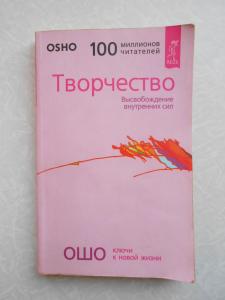 OSHO 100 МИЛЛИОНОВ
ЧИТАТЕЛЕЙ
Творчество
Высвобождение
внутренних сил
ОШО КЛЮЧИ
К НОВОЙ ЖИЗНИ